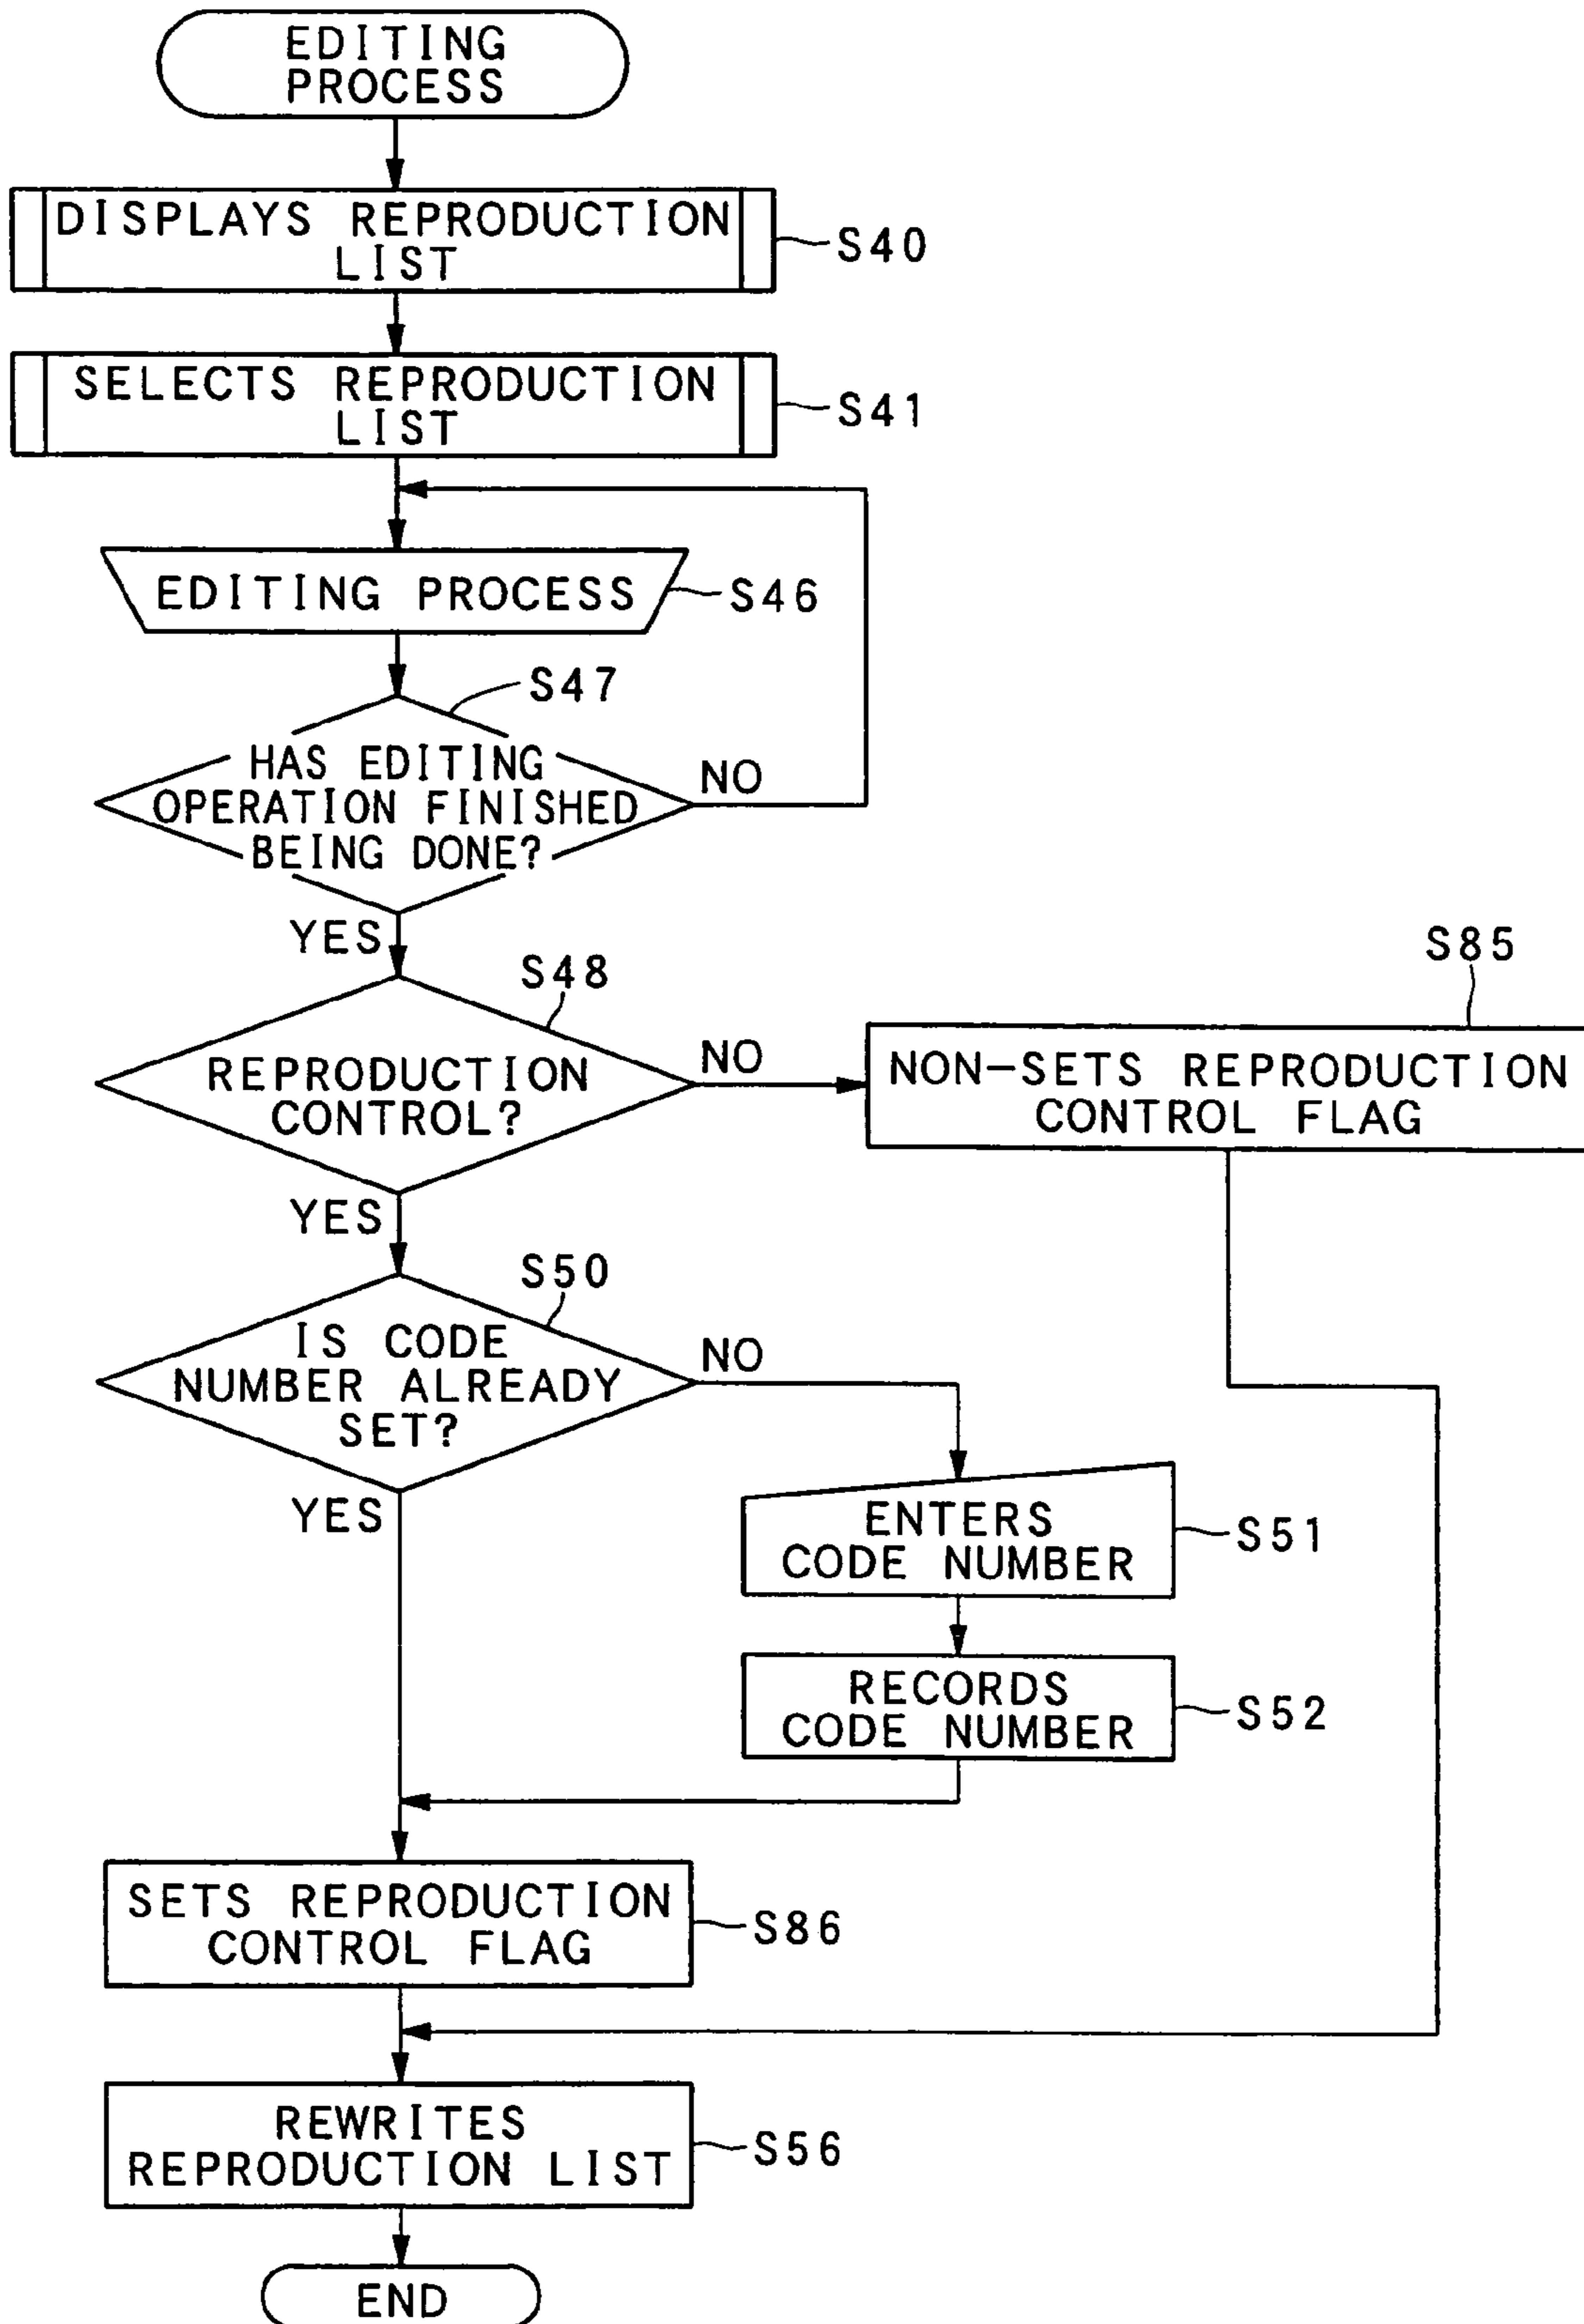 EDITING
PROCESS
DISPLAYS REPRODUCTION
LIST
S40
SELECTS REPRODUCTION
LIST
S41
EDITING PROCESS
S46
S47
HAS EDITING
OPERATION FINISHED
BEING DONE?
NO
YES
S48
REPRODUCTION
CONTROL?
NO
S85
NON-SETS REPRODUCTION
CONTROL FLAG
YES
S50
IS CODE
NUMBER ALREADY
SET?
NO
YES
ENTERS
CODE NUMBER
S51
RECORDS
CODE NUMBER
S52
SETS REPRODUCTION
CONTROL FLAG
S86
REWRITES
REPRODUCTION LIST
S56
END